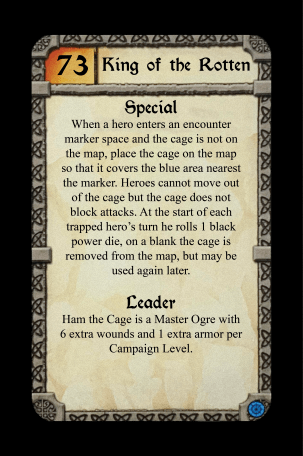 73 King of the Rotten
Special
When a hero enters an encounter
marker space and the cage is not on
the map, place the cage on the map
so that it covers the blue area nearest
the marker. Heroes cannot move out
of the cage but the cage does not
block attacks. At the start of each
trapped hero's turn he rolls 1 black
power die, on a blank the cage is
removed from the map, but may be
used again later.
Leader
Ham the Cage is a Master Ogre with
6 extra wounds and 1 extra armor per
Campaign Level.